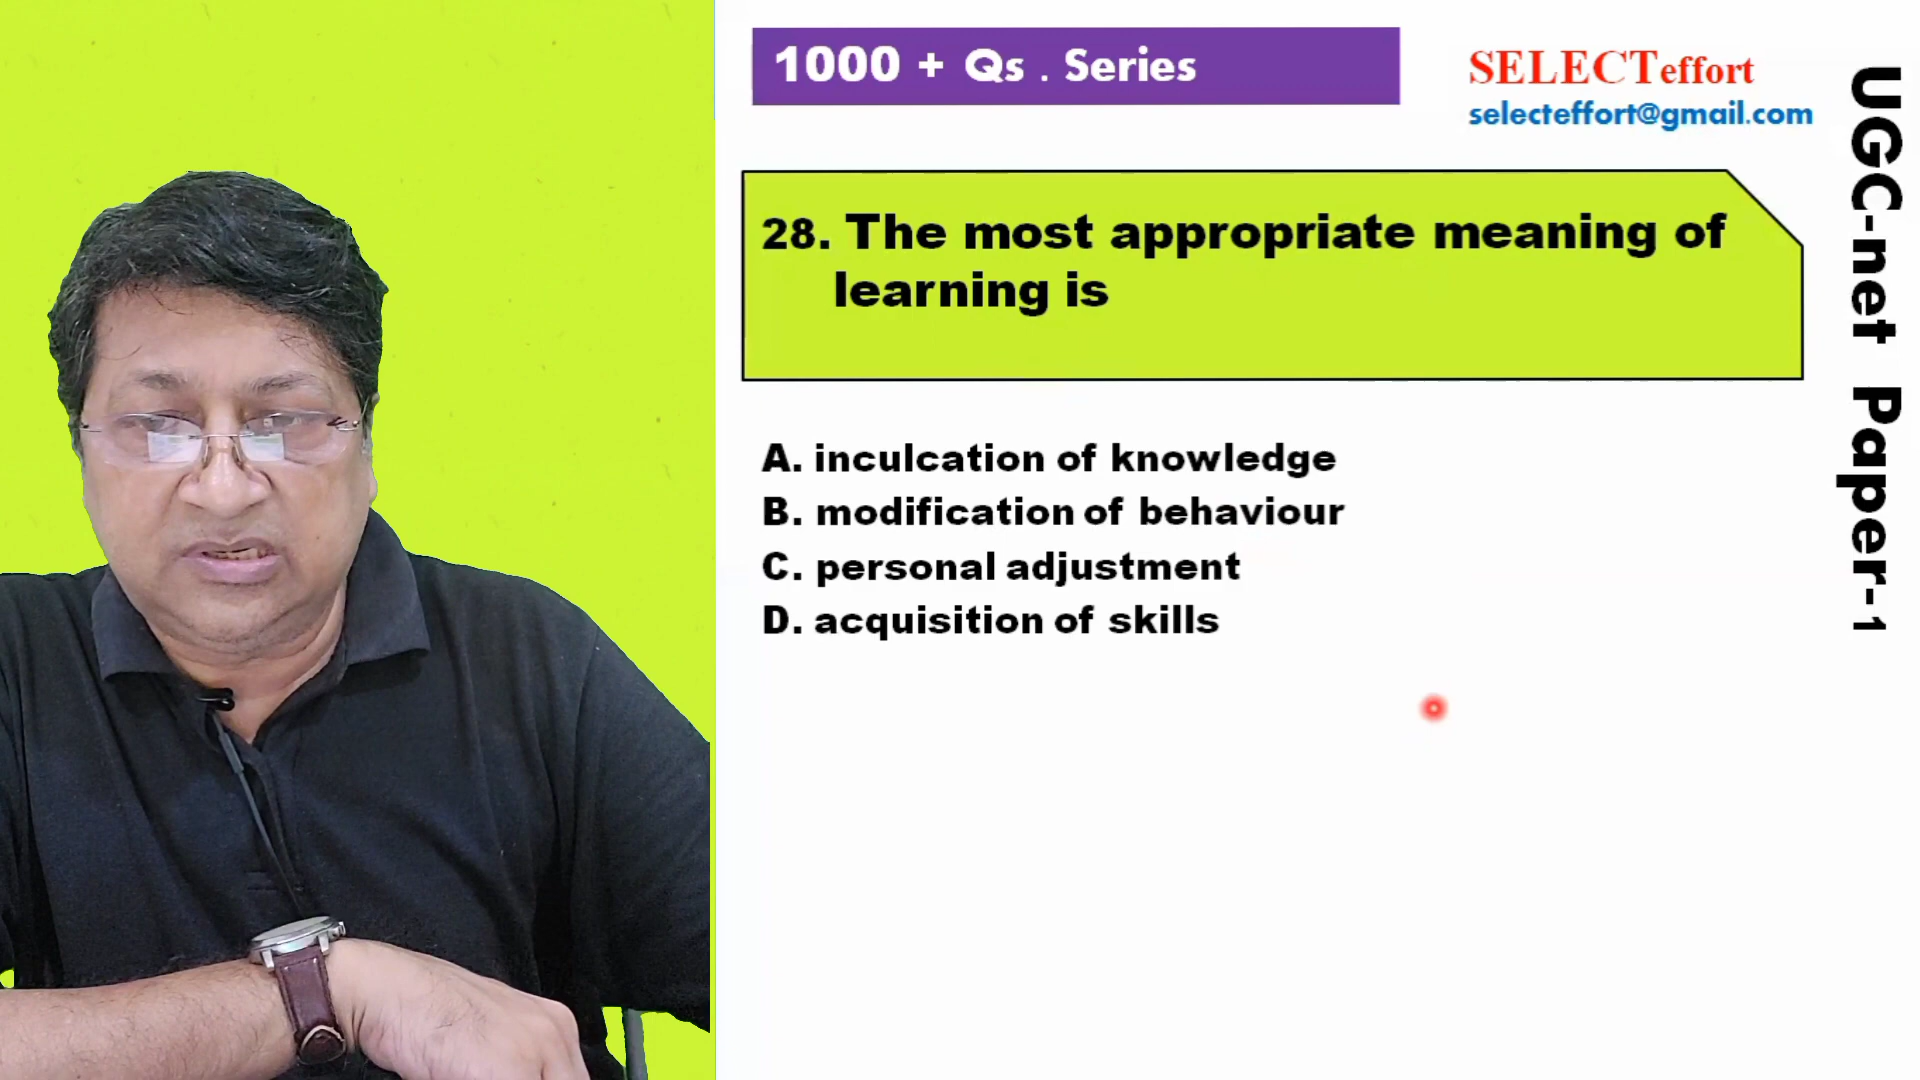 1000 + Qs . Series
SELECTeffort
selecteffort@gmail.com
UGC-net Paper-1
28. The most appropriate meaning of
learning is
A. inculcation of knowledge
B. modification of behaviour
C. personal adjustment
D. acquisition of skills